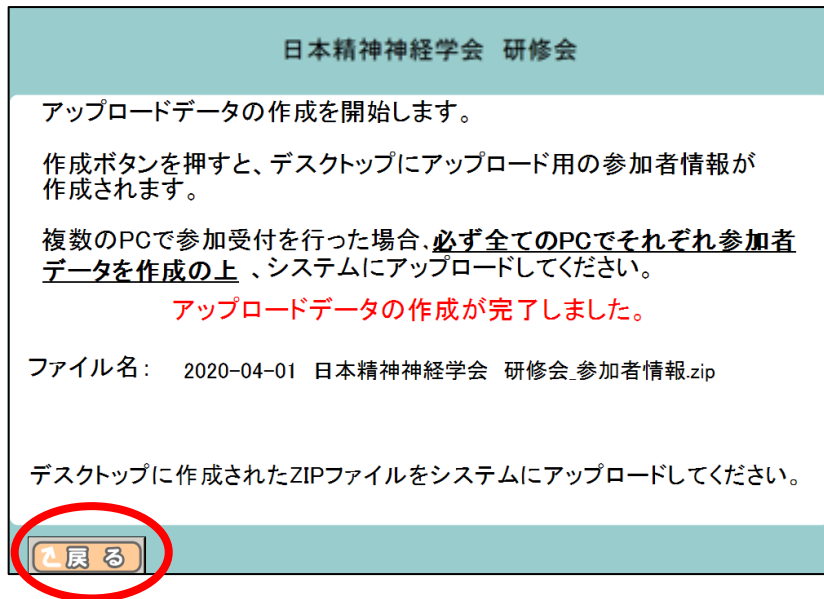 日本精神神経学会　研修会
アップロードデータの作成を開始します。
作成ボタンを押すと、デスクトップにアップロード用の参加者情報が
作成されます。
複数のPCで参加受付を行った場合、必ず全てのPCでそれぞれ参加者
データを作成の上 、システムにアップロードしてください。
アップロードデータの作成が完了しました。
ファイル名： 2020-04-01　日本精神神経学会　研修会_参加者情報.zip
デスクトップに作成されたZIPファイルをシステムにアップロードしてください。
戻る